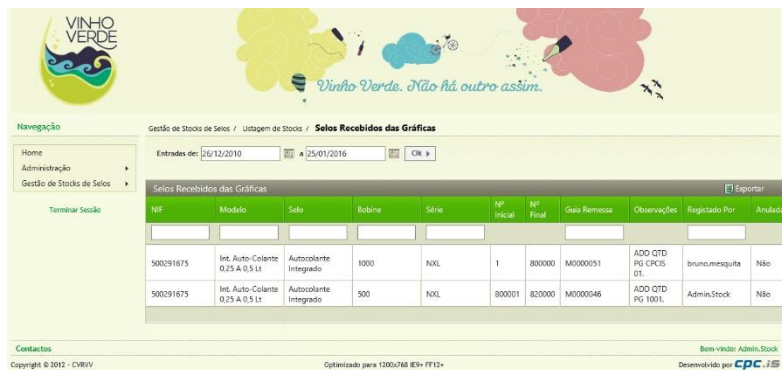 VINHO
VERDE
Vinho Verde. Não há outro assim.
Navegação
Gestão de Stocks de Selos / Listagem de Stocks / Selos Recebidos das Gráficas
Home
Administração
Gestão de Stocks de Selos
Terminar Sessão
Entradas de: 26/12/2010 a 25/01/2016 Ok
Selos Recebidos das Gráficas Exportar
NIF Modelo Selo Bobine Série Nº Inicial Nº Final Guia Remessa Observações Registado Por Anulada
500291675 Int. Auto-Colante 0,25 A 0,5 Lt Autocolante Integrado 1000 NXL 1 800000 M0000051 ADD QTD PG CPCIS 01. bruno.mesquita Não
500291675 Int. Auto-Colante 0,25 A 0,5 Lt Autocolante Integrado 500 NXL 800001 820000 M0000046 ADD QTD PG 1001. Admin.Stock Não
Contactos Bem-vindo: Admin.Stock
Copyright © 2012 - CVRVV Optimizado para 1200x768 IE9+ FF12+ Desenvolvido por CPC.iS